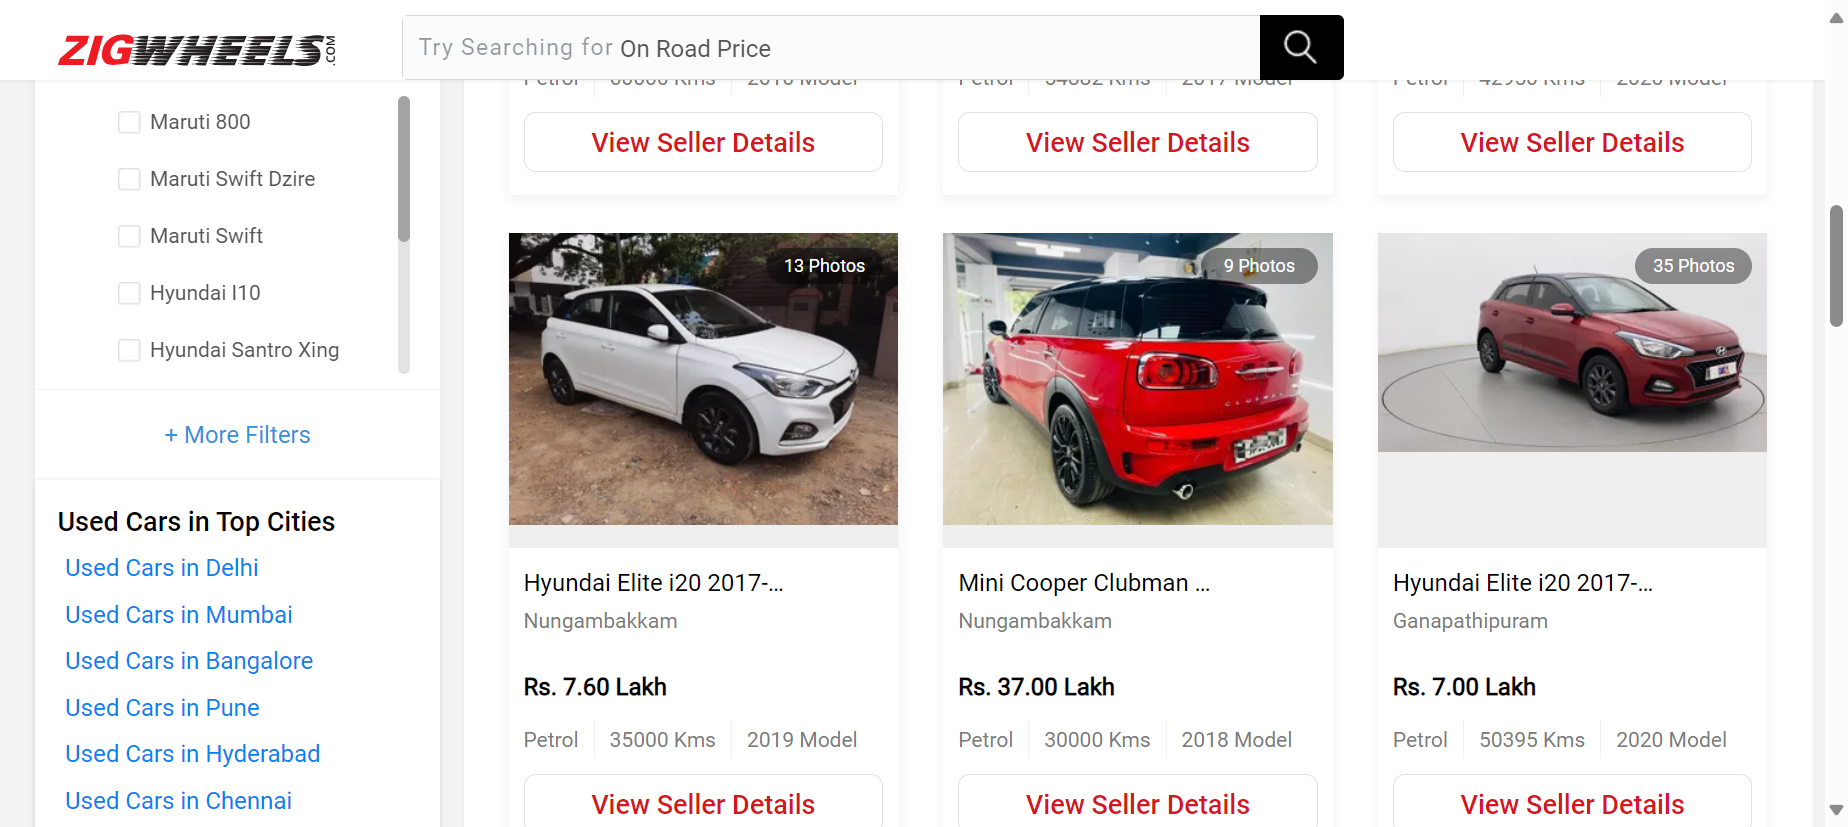 ZIGWHEELS.COM
Try Searching for On Road Price
Maruti 800
Maruti Swift Dzire
Maruti Swift
Hyundai I10
Hyundai Santro Xing
+ More Filters
Used Cars in Top Cities
Used Cars in Delhi
Used Cars in Mumbai
Used Cars in Bangalore
Used Cars in Pune
Used Cars in Hyderabad
Used Cars in Chennai
View Seller Details
View Seller Details
View Seller Details
13 Photos
9 Photos
35 Photos
CLUBMAN
Hyundai Elite i20 2017-...
Nungambakkam
Rs. 7.60 Lakh
Petrol 35000 Kms 2019 Model
View Seller Details
Mini Cooper Clubman ...
Nungambakkam
Rs. 37.00 Lakh
Petrol 30000 Kms 2018 Model
View Seller Details
Hyundai Elite i20 2017-...
Ganapathipuram
Rs. 7.00 Lakh
Petrol 50395 Kms 2020 Model
View Seller Details